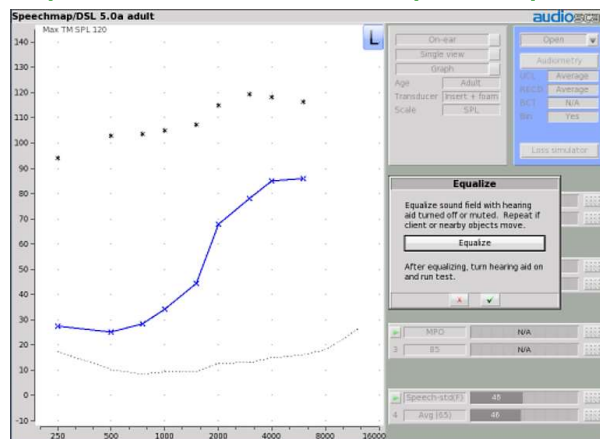 Speechmap/DSL 5.0a adult
Max TM SPL 120
L
audioscan
140
130
120
110
100
90
80
70
60
50
40
30
20
10
0
-10
250 500 1000 2000 4000 8000 16000
On-ear
Single view
Graph
Age Adult
Transducer Insert + foam
Scale SPL
Open
Audiometry
UCL Average
RECD Average
BCT N/A
Bin Yes
Loss simulator
Equalize
Equalize sound field with hearing
aid turned off or muted. Repeat if
client or nearby objects move.
Equalize
After equalizing, turn hearing aid on
and run test.
MPO N/A
3 85 N/A
Speech-std(F) 46
4 Avg (65) 46